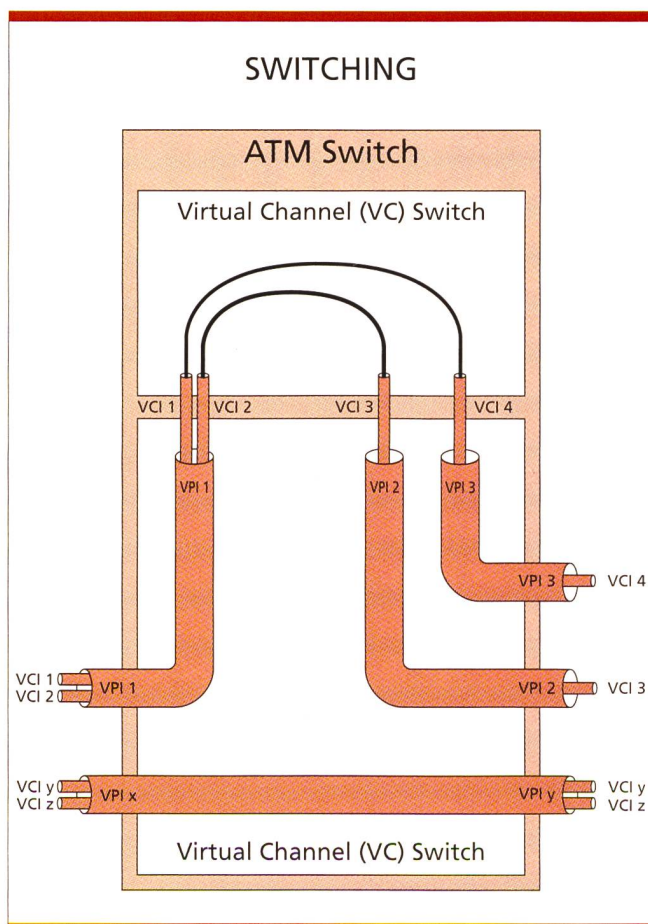 SWITCHING
ATM Switch
Virtual Channel (VC) Switch
VCI 1 VCI 2 VCI 3 VCI 4
VPI 1 VPI 2 VPI 3
VPI 3 VCI 4
VCI 1
VCI 2
VPI 1 VPI 2 VCI 3
VCI y
VCI z
VPI x VPI y
VCI y
VCI z
Virtual Channel (VC) Switch